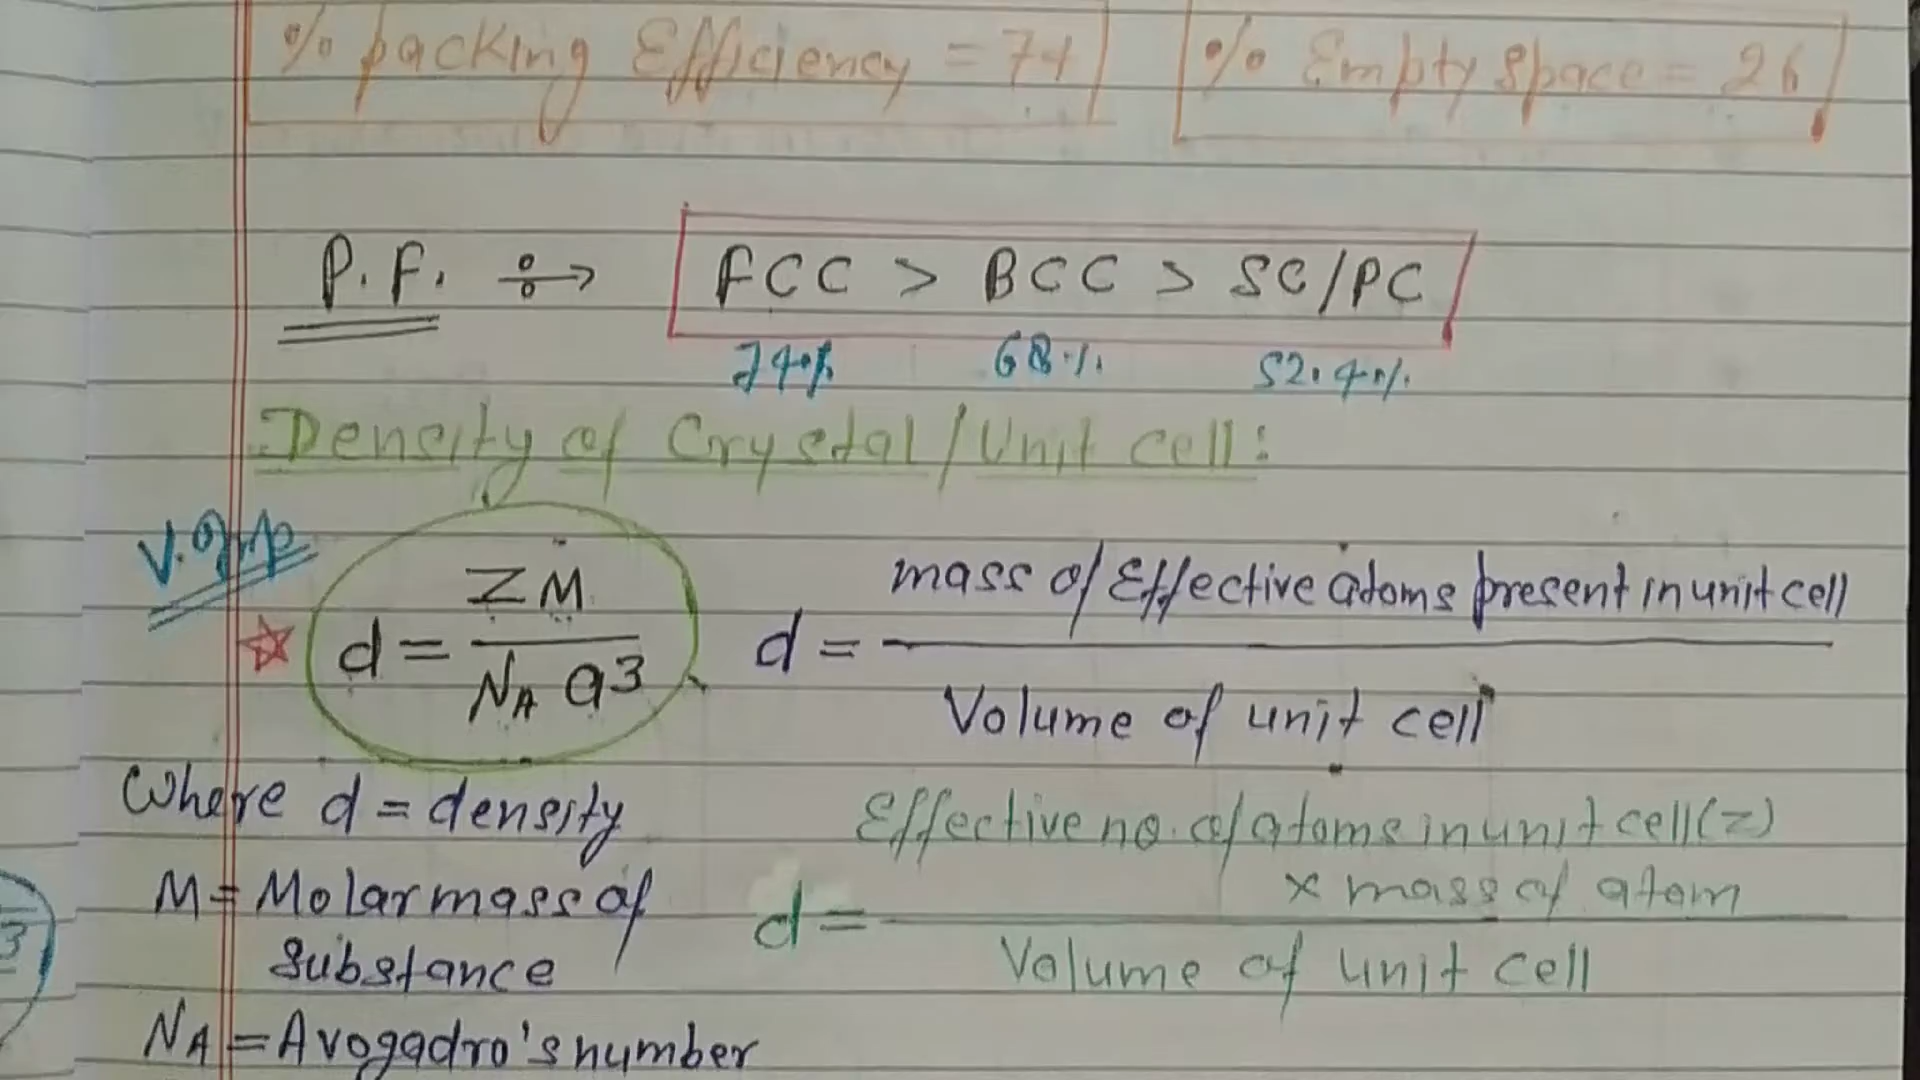 % packing Efficiency = 74
% Empty space = 26
P.F. ÷→ FCC > BCC > SC/PC
74% 68% 52.4%
Density of Crystal/Unit cell:
V.Imp
☆ d = ZM / NA a³
d = mass of Effective atoms present in unit cell / Volume of unit cell
Where d = density
M = Molar mass of
substance
NA = Avogadro's number
d = Effective no. of atoms in unit cell (z)
× mass of atom
Volume of unit cell
3